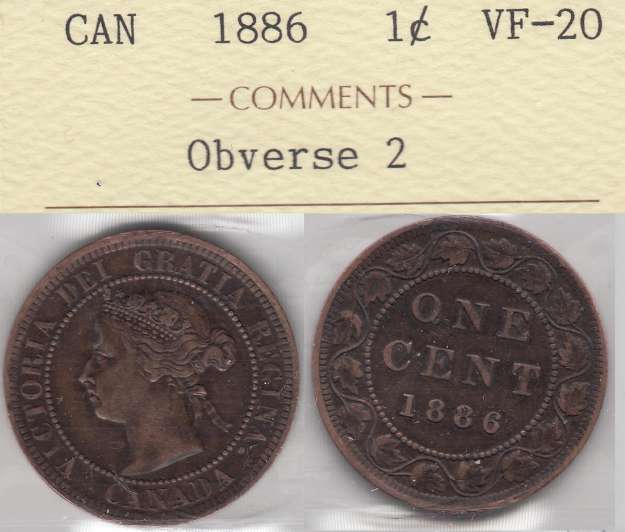 CAN 1886 1¢ VF-20
— COMMENTS —
Obverse 2
VICTORIA DEI GRATIA REGINA.
CANADA
ONE
CENT
1886